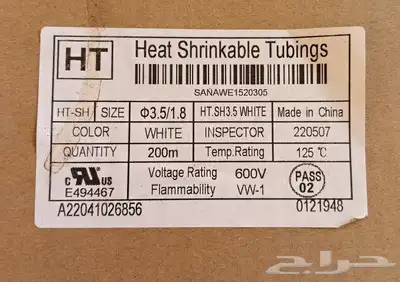 HT Heat Shrinkable Tubings
SANAWE1520305
HT-SH SIZE Φ3.5/1.8 HT.SH3.5 WHITE Made in China
COLOR WHITE INSPECTOR 220507
QUANTITY 200m Temp.Rating 125℃
c RU US Voltage Rating 600V PASS
E494467 Flammability VW-1 02
A22041026856 0121948
حراج